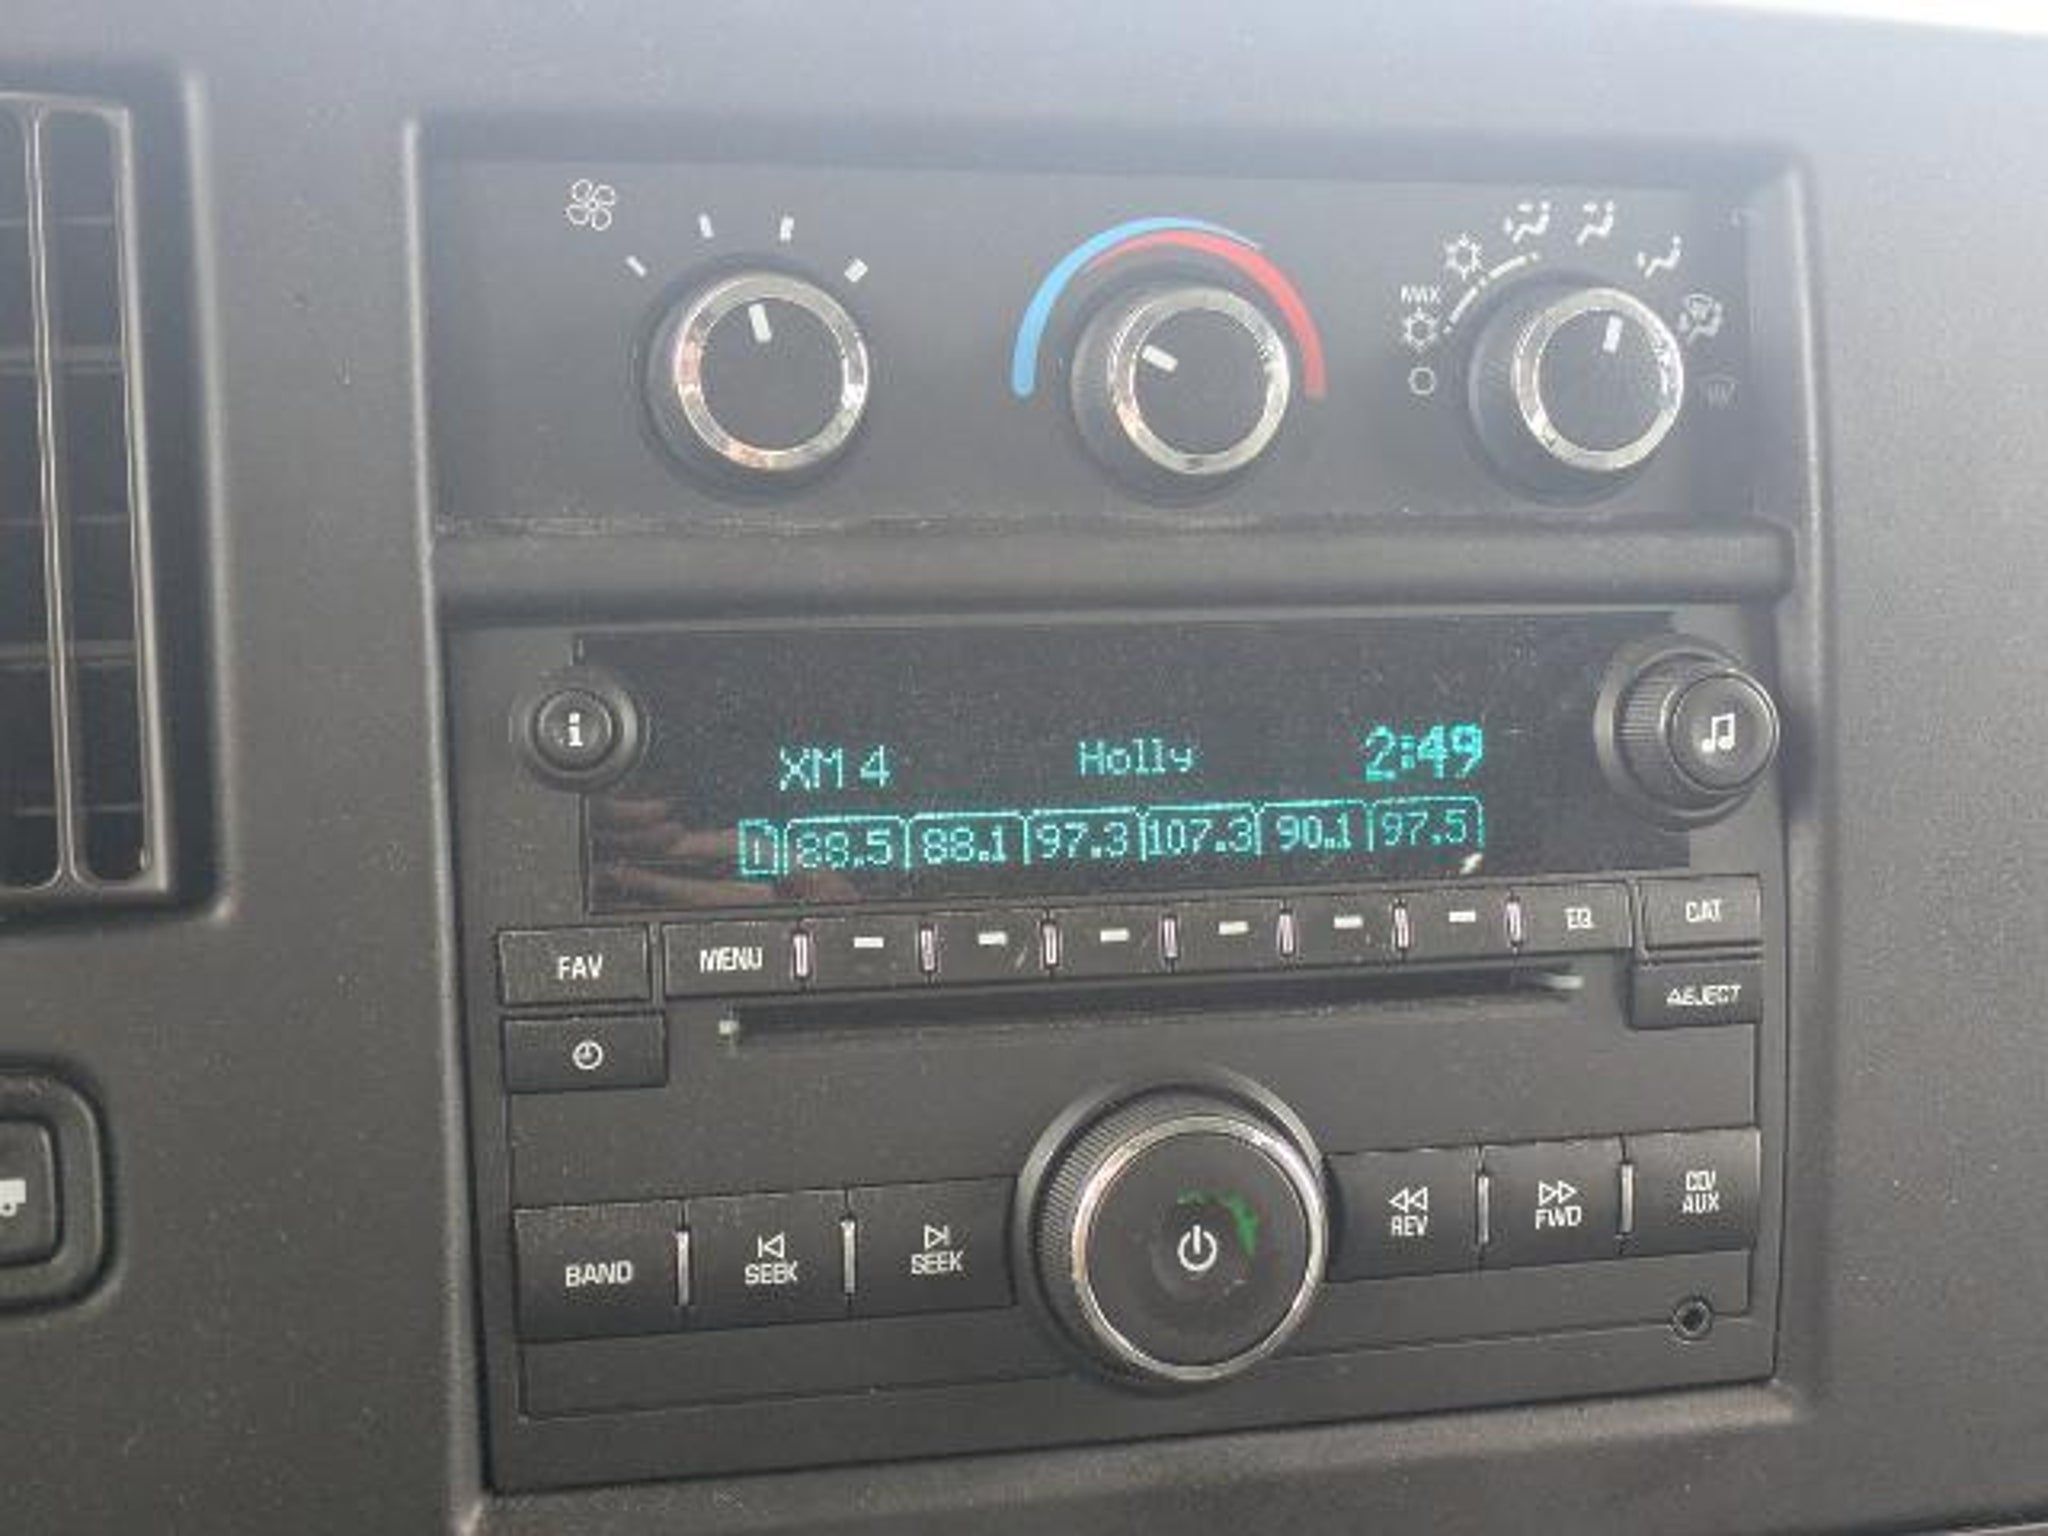 MAX
XM 4 Holly 2:49
1 88.5 88.1 97.3 107.3 90.1 97.5
FAV MENU EQ CAT
EJECT
BAND SEEK SEEK REV FWD CD/
AUX